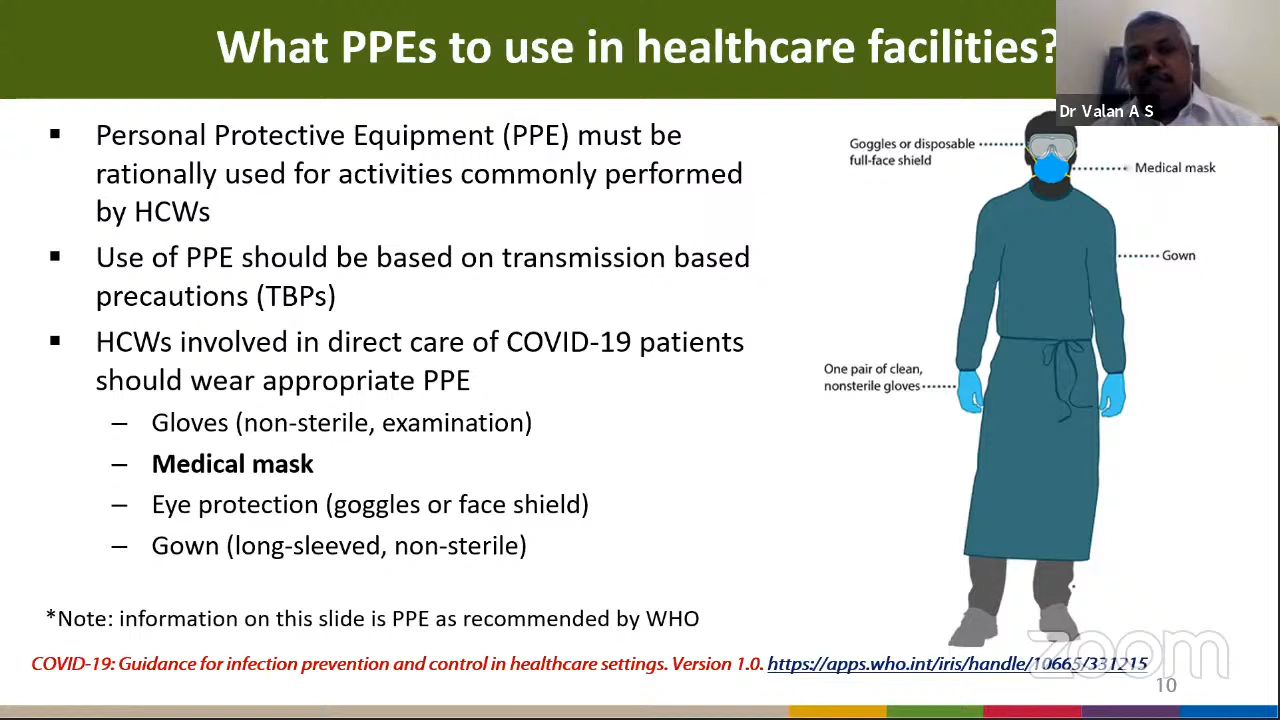 What PPEs to use in healthcare facilities?
Dr Valan A S
▪ Personal Protective Equipment (PPE) must be
rationally used for activities commonly performed
by HCWs
▪ Use of PPE should be based on transmission based
precautions (TBPs)
▪ HCWs involved in direct care of COVID-19 patients
should wear appropriate PPE
– Gloves (non-sterile, examination)
– Medical mask
– Eye protection (goggles or face shield)
– Gown (long-sleeved, non-sterile)
Goggles or disposable
full-face shield
Medical mask
Gown
One pair of clean,
nonsterile gloves
*Note: information on this slide is PPE as recommended by WHO
COVID-19: Guidance for infection prevention and control in healthcare settings. Version 1.0. https://apps.who.int/iris/handle/10665/331215
zoom
10